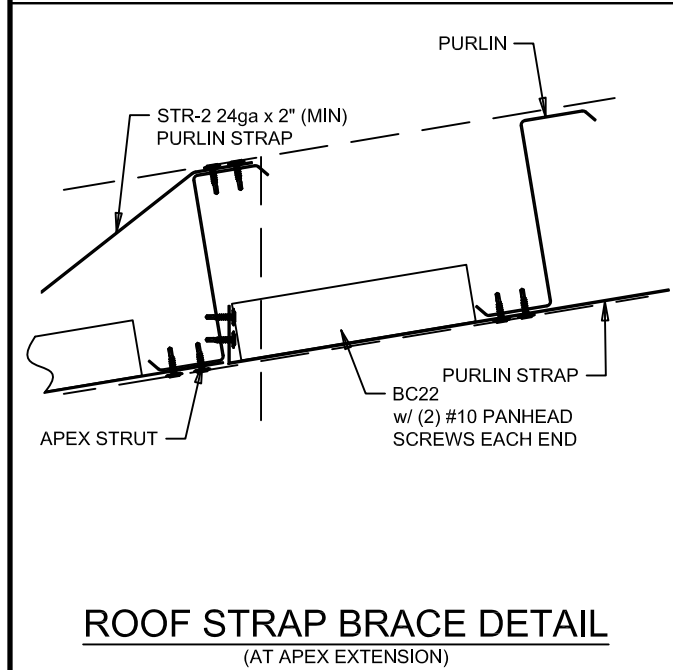 PURLIN
STR-2 24ga x 2" (MIN)
PURLIN STRAP
PURLIN STRAP
BC22
w/ (2) #10 PANHEAD
SCREWS EACH END
APEX STRUT
ROOF STRAP BRACE DETAIL
(AT APEX EXTENSION)